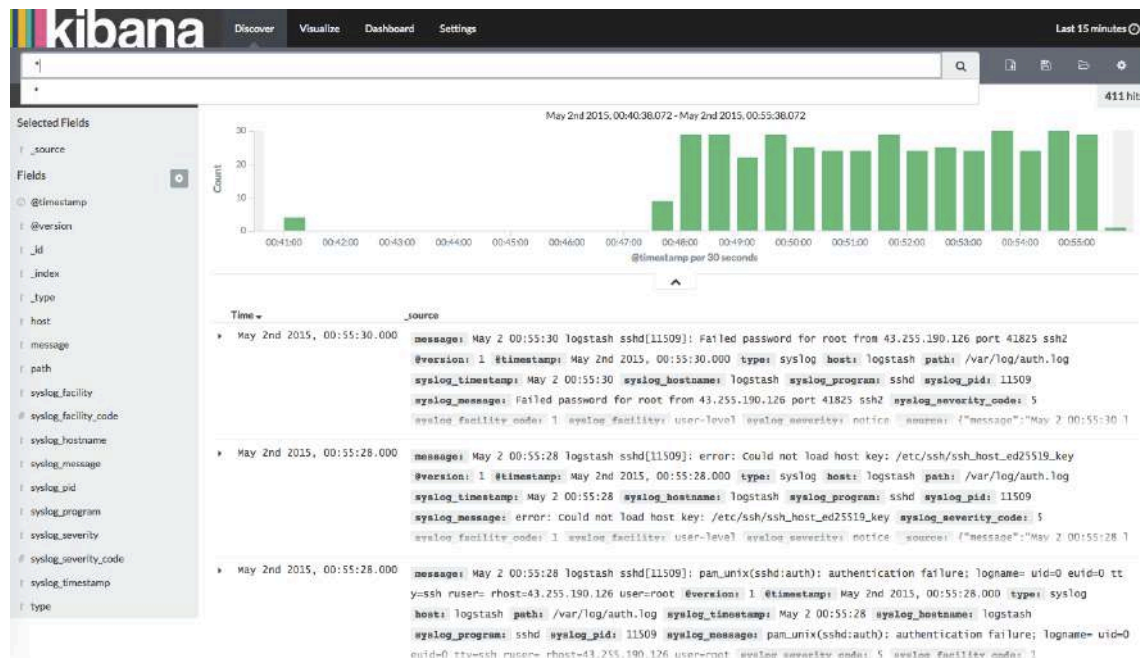 kibana Discover Visualize Dashboard Settings Last 15 minutes
*
*
411 hit
Selected Fields
t _source
Fields
@timestamp
t @version
t _id
t _index
t _type
t host
t message
t path
t syslog_facility
# syslog_facility_code
t syslog_hostname
t syslog_message
t syslog_pid
t syslog_program
t syslog_severity
# syslog_severity_code
t syslog_timestamp
t type
May 2nd 2015, 00:40:38.072 - May 2nd 2015, 00:55:38.072
Count
30
20
10
0
00:41:00 00:42:00 00:43:00 00:44:00 00:45:00 00:46:00 00:47:00 00:48:00 00:49:00 00:50:00 00:51:00 00:52:00 00:53:00 00:54:00 00:55:00
@timestamp per 30 seconds
Time _source
May 2nd 2015, 00:55:30.000 message: May 2 00:55:30 logstash sshd[11509]: Failed password for root from 43.255.190.126 port 41825 ssh2
@version: 1 @timestamp: May 2nd 2015, 00:55:30.000 type: syslog host: logstash path: /var/log/auth.log
syslog_timestamp: May 2 00:55:30 syslog_hostname: logstash syslog_program: sshd syslog_pid: 11509
syslog_message: Failed password for root from 43.255.190.126 port 41825 ssh2 syslog_severity_code: 5
syslog_facility_code: 1 syslog_facility: user-level syslog_severity: notice _source: {"message":"May 2 00:55:30 l
May 2nd 2015, 00:55:28.000 message: May 2 00:55:28 logstash sshd[11509]: error: Could not load host key: /etc/ssh/ssh_host_ed25519_key
@version: 1 @timestamp: May 2nd 2015, 00:55:28.000 type: syslog host: logstash path: /var/log/auth.log
syslog_timestamp: May 2 00:55:28 syslog_hostname: logstash syslog_program: sshd syslog_pid: 11509
syslog_message: error: Could not load host key: /etc/ssh/ssh_host_ed25519_key syslog_severity_code: 5
syslog_facility_code: 1 syslog_facility: user-level syslog_severity: notice _source: {"message":"May 2 00:55:28 l
May 2nd 2015, 00:55:28.000 message: May 2 00:55:28 logstash sshd[11509]: pam_unix(sshd:auth): authentication failure; logname= uid=0 euid=0 tt
y=ssh ruser= rhost=43.255.190.126 user=root @version: 1 @timestamp: May 2nd 2015, 00:55:28.000 type: syslog
host: logstash path: /var/log/auth.log syslog_timestamp: May 2 00:55:28 syslog_hostname: logstash
syslog_program: sshd syslog_pid: 11509 syslog_message: pam_unix(sshd:auth): authentication failure; logname= uid=0
euid=0 tty=ssh ruser= rhost=43.255.190.126 user=root syslog_severity_code: 5 syslog_facility_code: 1